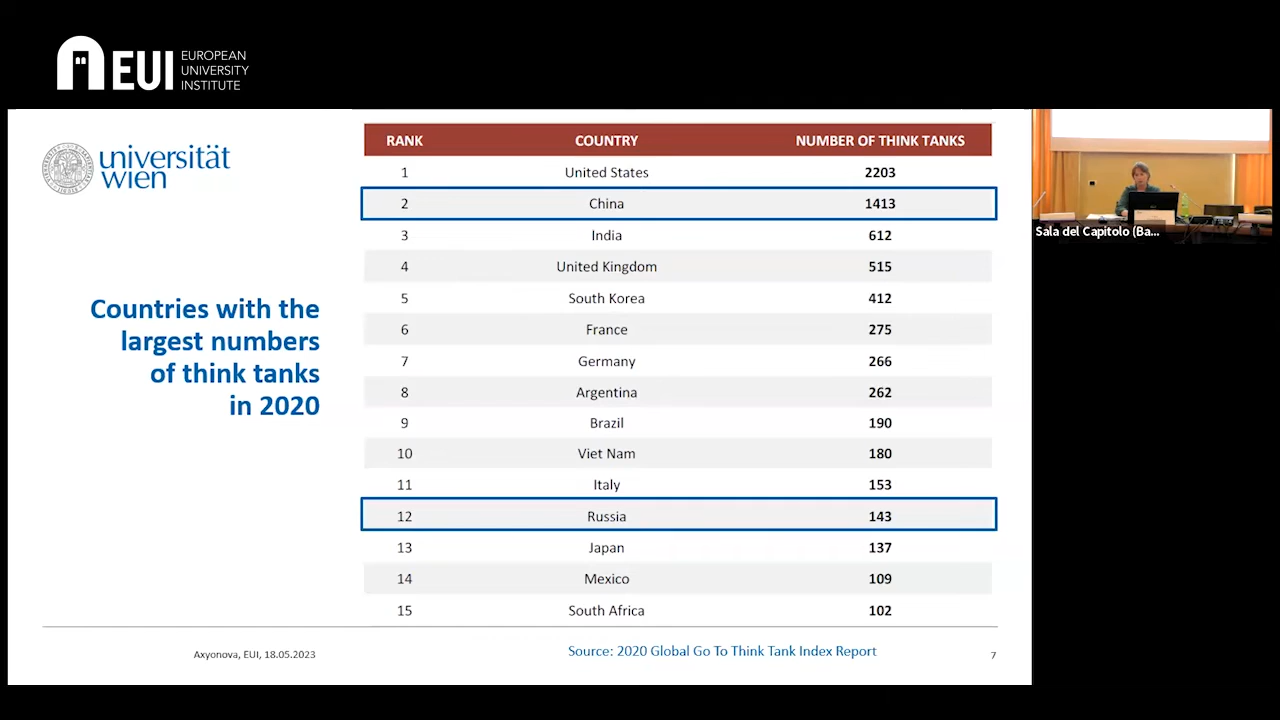 EUI
EUROPEAN
UNIVERSITY
INSTITUTE
universität
wien
Countries with the
largest numbers
of think tanks
in 2020
RANK COUNTRY NUMBER OF THINK TANKS
1 United States 2203
2 China 1413
3 India 612
4 United Kingdom 515
5 South Korea 412
6 France 275
7 Germany 266
8 Argentina 262
9 Brazil 190
10 Viet Nam 180
11 Italy 153
12 Russia 143
13 Japan 137
14 Mexico 109
15 South Africa 102
Axyonova, EUI, 18.05.2023
Source: 2020 Global Go To Think Tank Index Report
7
Sala del Capitolo (Ba...